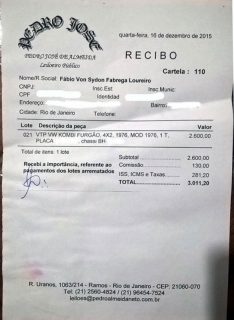 PEDRO JOSÉ
PEDRO JOSÉ DE ALMEIDA
Leiloeiro Público
quarta-feira, 16 de dezembro de 2015
RECIBO
Cartela : 110
Nome/R.Social: Fábio Von Sydon Fabrega Loureiro
CNPJ: Insc.Est Insc.Munic
CPF Identidade
Endereço: Bairro:
Cidade: Rio de Janeiro Telefone:
Lote Descrição da peça Valor
021 VTP VW KOMBI FURGÃO, 4X2, 1976, MOD 1976, 1 T, 2.600,00
PLACA , chassi BH
Total de itens: 1 lote
Subtotal : 2.600,00
Recebi a importância, referente ao Comissão: 130,00
pagamentos dos lotes arrematados ISS, ICMS e Taxas.: 281,20
TOTAL......: 3.011,20
R. Uranos, 1063/214 - Ramos - Rio de Janeiro - CEP: 21060-070
Tel: (21) 2560-4824 / (21) 96454-7524
leiloes@pedroalmeidaneto.com.br